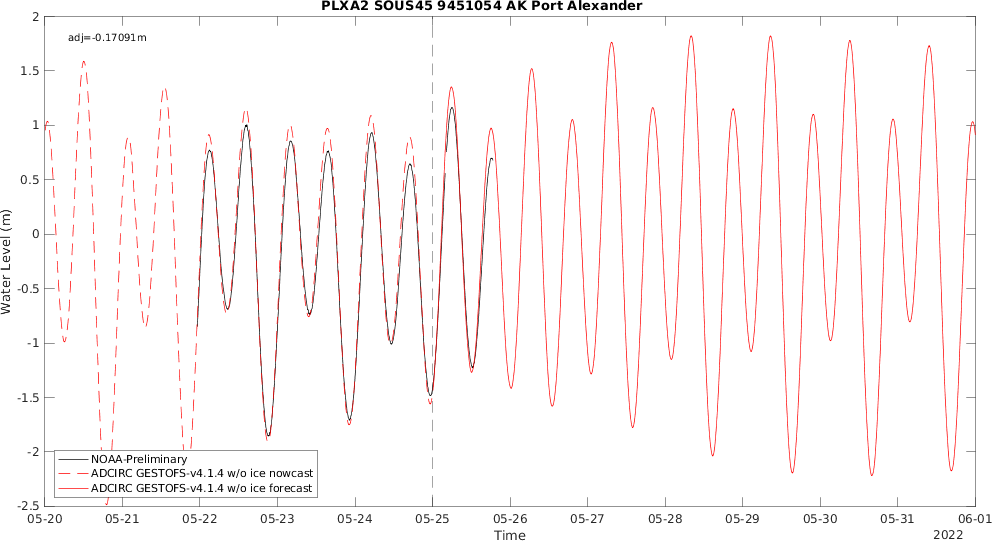 PLXA2 SOUS45 9451054 AK Port Alexander
adj=-0.17091m
Water Level (m)
2
1.5
1
0.5
0
-0.5
-1
-1.5
-2
-2.5
NOAA-Preliminary
ADCIRC GESTOFS-v4.1.4 w/o ice nowcast
ADCIRC GESTOFS-v4.1.4 w/o ice forecast
05-20 05-21 05-22 05-23 05-24 05-25 05-26 05-27 05-28 05-29 05-30 05-31 06-01
Time
2022